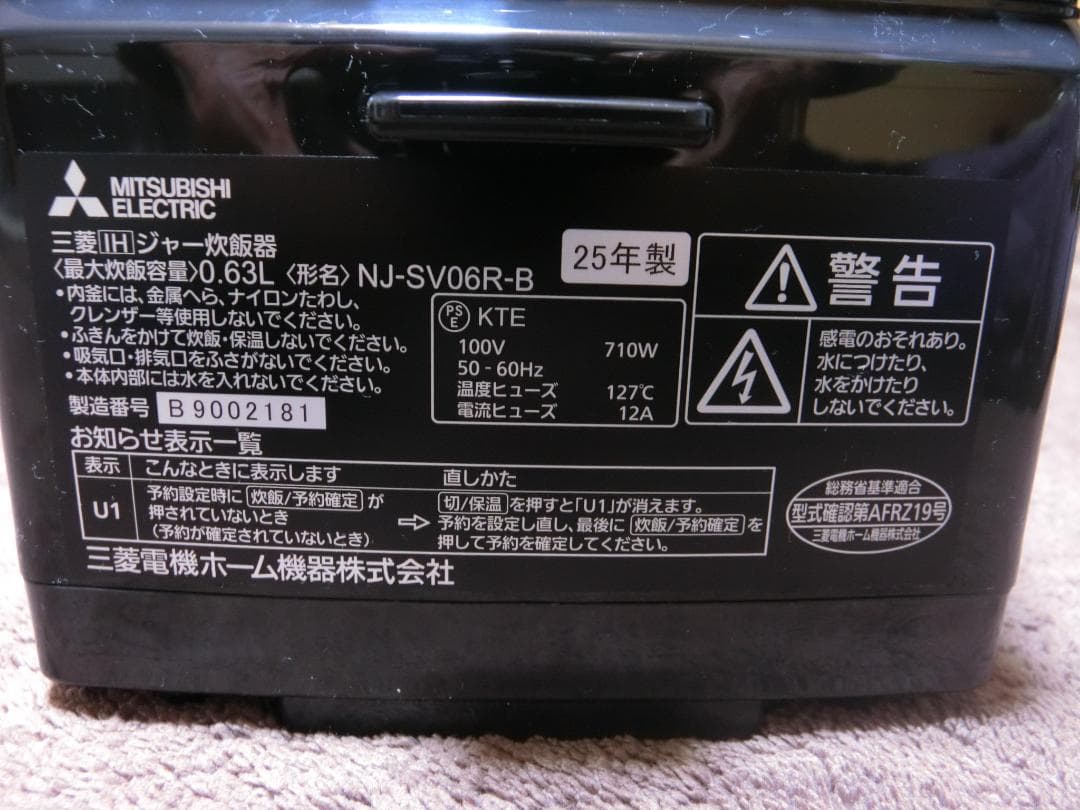 MITSUBISHI
ELECTRIC
三菱IHジャー炊飯器
〈最大炊飯容量〉0.63L 〈形名〉NJ-SV06R-B
25年製
・内釜には、金属へら、ナイロンたわし、
クレンザー等使用しないでください。
・ふきんをかけて炊飯・保温しないでください。
・吸気口・排気口をふさがないでください。
・本体内部には水を入れないでください。
製造番号 B9002181
PS
E KTE
100V 710W
50-60Hz
温度ヒューズ 127℃
電流ヒューズ 12A
警告
感電のおそれあり。
水につけたり、
水をかけたり
しないでください。
お知らせ表示一覧
表示 こんなときに表示します 直しかた
U1
予約設定時に 炊飯/予約確定 が
押されていないとき
(予約が確定されていないとき)
⇨
切/保温 を押すと「U1」が消えます。
予約を設定し直し、最後に 炊飯/予約確定 を
押して予約を確定してください。
総務省基準適合
型式確認第AFRZ19号
三菱電機ホーム機器株式会社
三菱電機ホーム機器株式会社